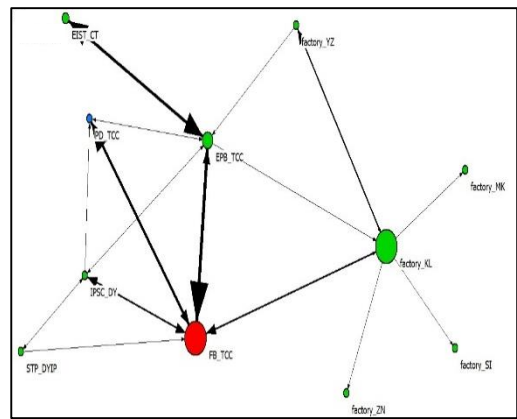 EIST_CT
factory_YZ
PD_TCC
EPB_TCC
factory_MK
factory_KL
IPSC_DY
STP_DYIP
FB_TCC
factory_SI
factory_ZN